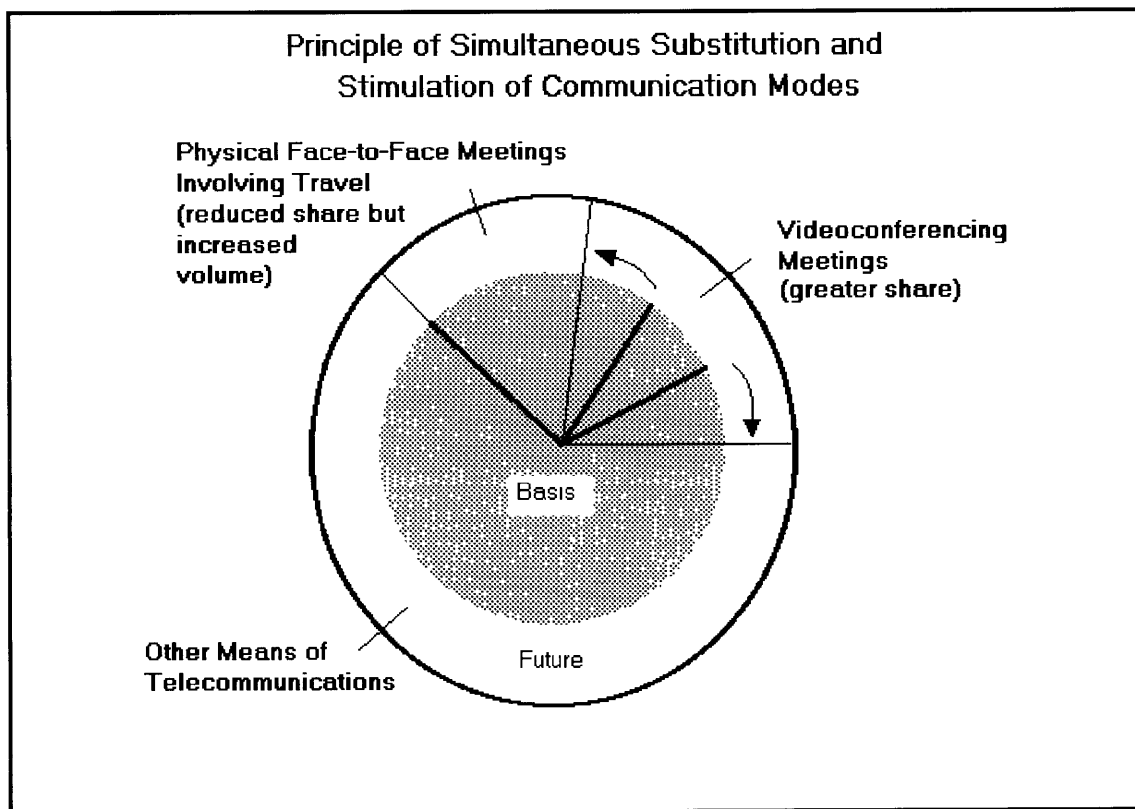 Principle of Simultaneous Substitution and
Stimulation of Communication Modes
Physical Face-to-Face Meetings
Involving Travel
(reduced share but
increased
volume)
Videoconferencing
Meetings
(greater share)
Basis
Other Means of
Telecommunications
Future